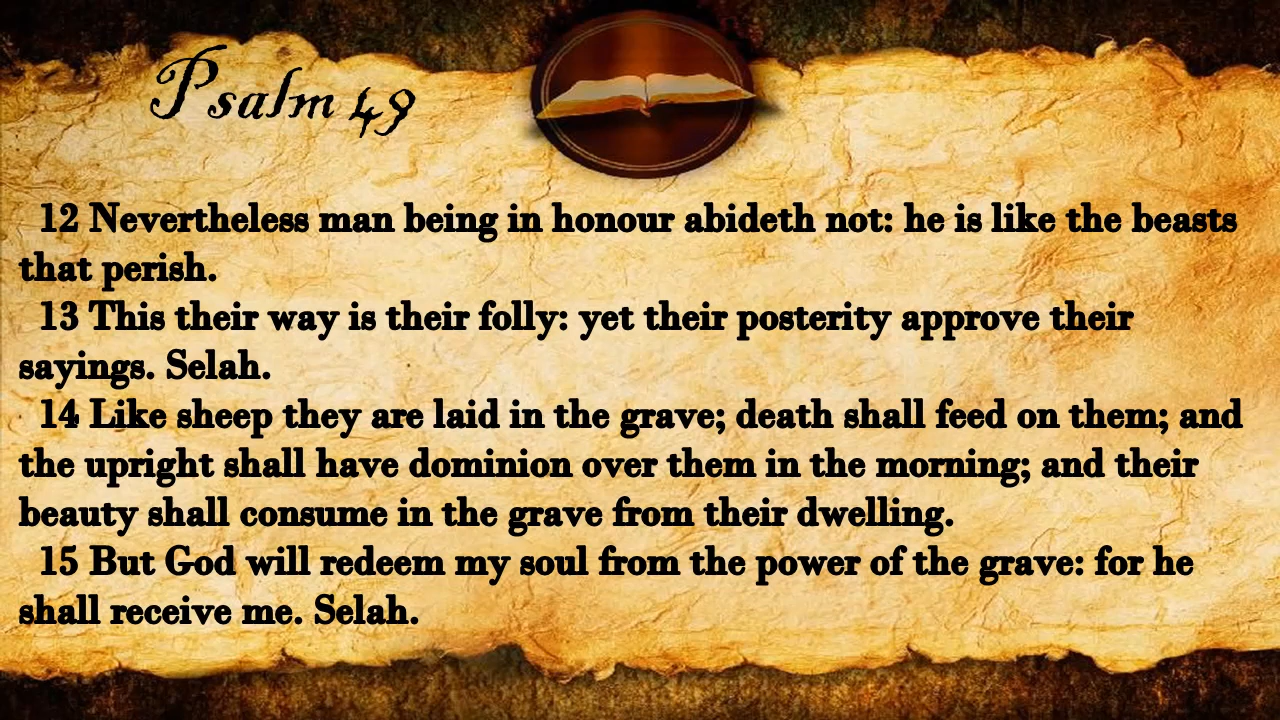 Psalm 49
12 Nevertheless man being in honour abideth not: he is like the beasts
that perish.
13 This their way is their folly: yet their posterity approve their
sayings. Selah.
14 Like sheep they are laid in the grave; death shall feed on them; and
the upright shall have dominion over them in the morning; and their
beauty shall consume in the grave from their dwelling.
15 But God will redeem my soul from the power of the grave: for he
shall receive me. Selah.